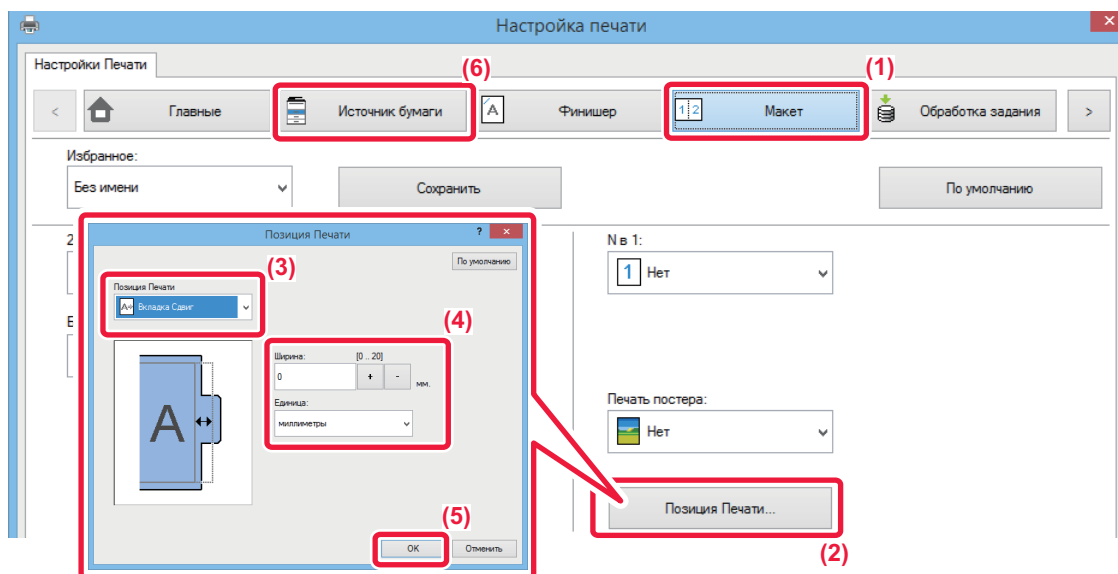 Настройка печати
Настройки Печати
(6)
(1)
Главные
Источник бумаги
Финишер
Макет
Обработка задания
Избранное:
Без имени
Сохранить
По умолчанию
2
N в 1:
1 Нет
Позиция Печати
По умолчанию
(3)
Позиция Печати
Вкладка Сдвиг
(4)
Ширина: [0 .. 20]
0 + - мм.
Единица:
миллиметры
A
Печать постера:
Нет
Позиция Печати...
(2)
(5)
OK
Отменить